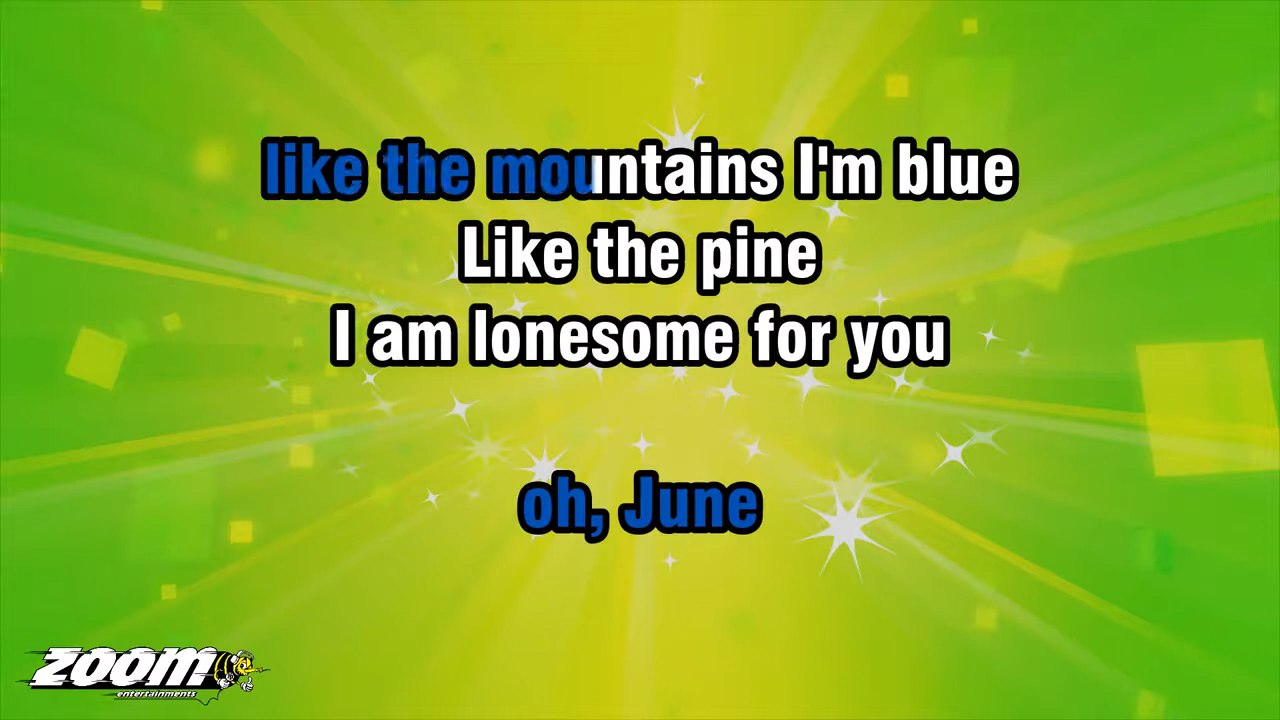 like the mountains I'm blue
Like the pine
I am lonesome for you
oh, June
zoom
entertainments